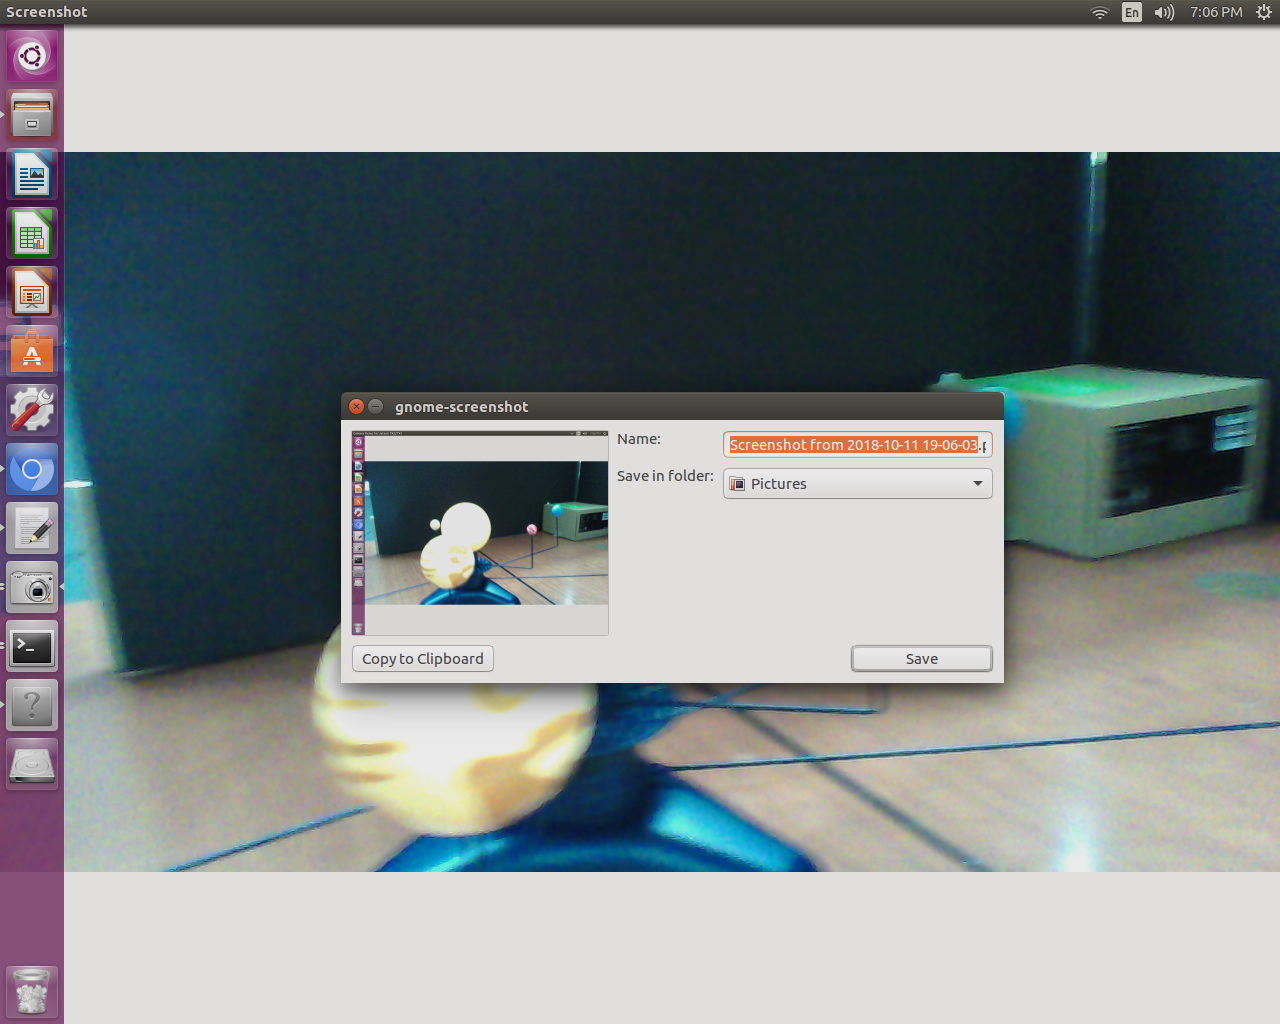 Screenshot
En
7:06 PM
gnome-screenshot
Name:
Screenshot from 2018-10-11 19-06-03.p
Save in folder:
Pictures
Copy to Clipboard
Save